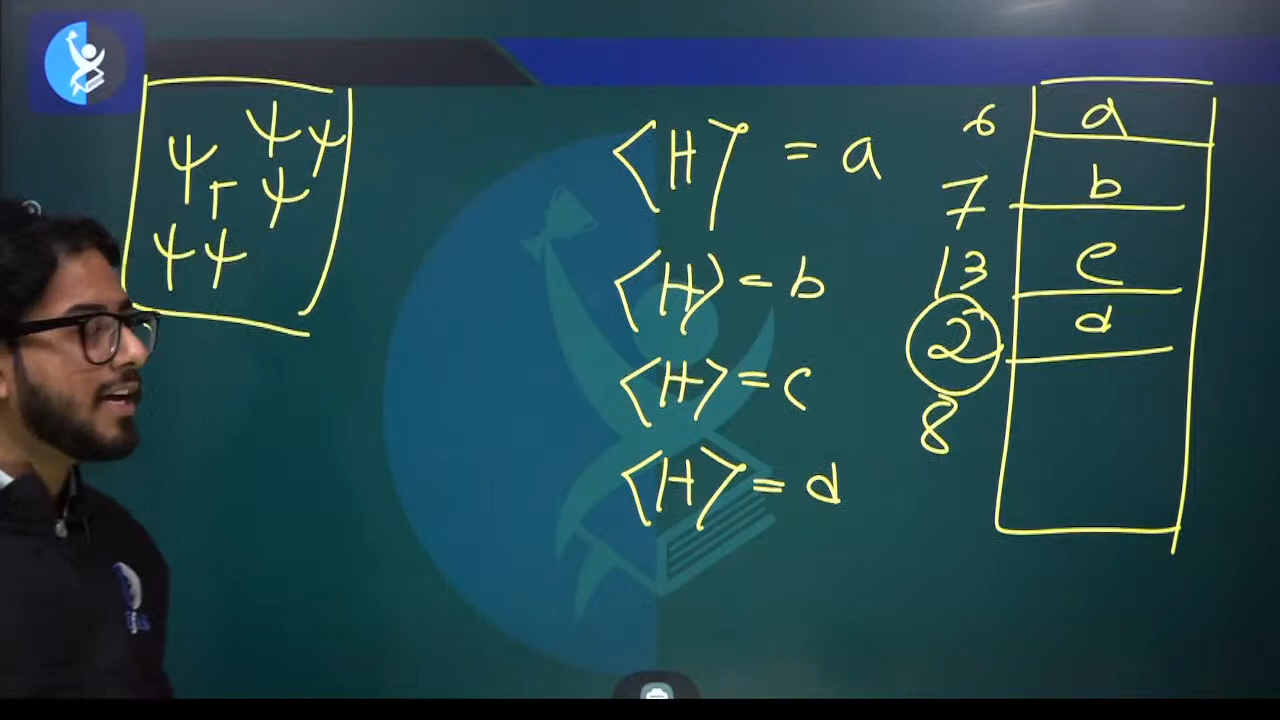 ψ ψ
ψ
ψ
ψ ψ
⟨H⟩ = a
⟨H⟩ = b
⟨H⟩ = c
⟨H⟩ = d
6 a
7 b
13 c
2 d
8